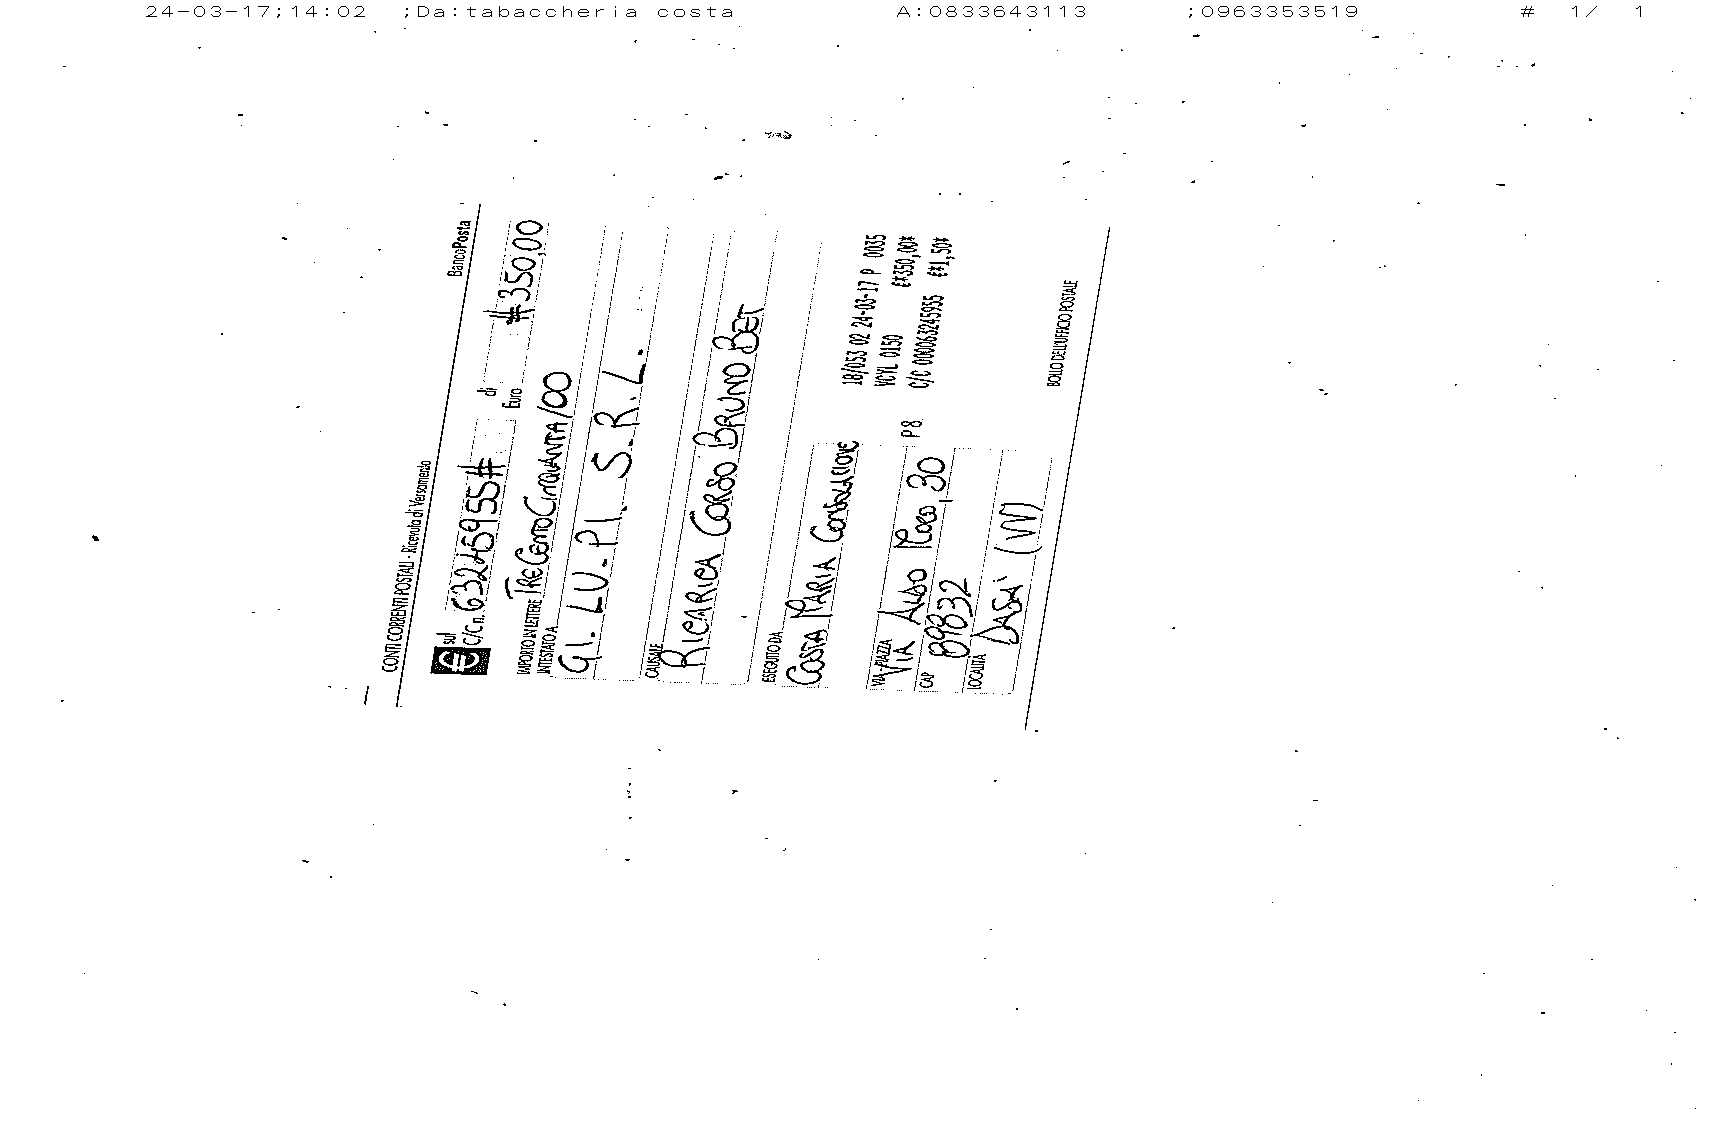 24-03-17;14:02 ;Da:tabaccheria costa A:0833643113 ;0963353519 # 1/ 1
CONTI CORRENTI POSTALI - Ricevuta di Versamento BancoPosta
€ sul C/C n. 63245955# di Euro #350,00
IMPORTO IN LETTERE TRECENTOCINQUANTA/00
INTESTATO A
GI. LU. PI. S.R.L.
CAUSALE
RICARICA CORSO BRUNO BET
ESEGUITO DA
COSTA MARIA CONSOLAZIONE
VIA - PIAZZA
VIA ALDO MORO, 30
CAP 89832
LOCALITÀ
DASÀ (VV)
18/053 02 24-03-17 P 0035
VCYL 0150 €*350,00*
C/C 000063245955 €*1,50*
P 8
BOLLO DELL'UFFICIO POSTALE